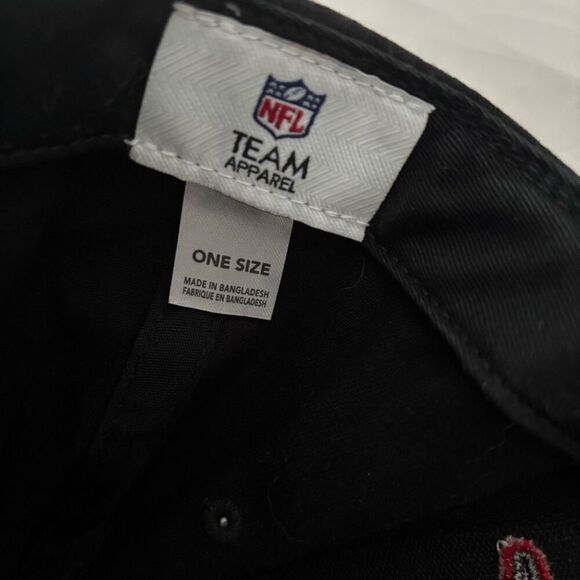 NFL
TEAM
APPAREL
ONE SIZE
MADE IN BANGLADESH
FABRIQUE EN BANGLADESH